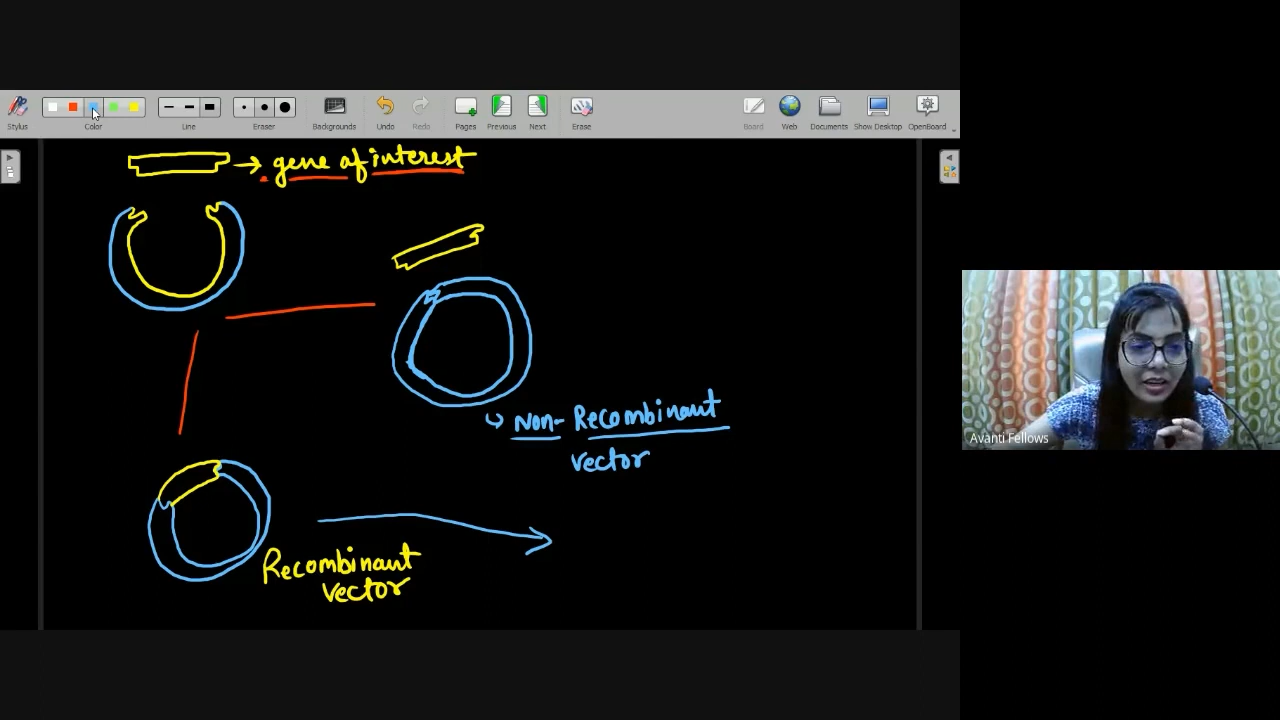 Stylus
Color
Line
Eraser
Backgrounds
Undo
Redo
Pages
Previous
Next
Erase
Board
Web
Documents
Show Desktop
OpenBoard
→ gene of interest
Non-Recombinant
vector
Recombinant
vector
Avanti Fellows